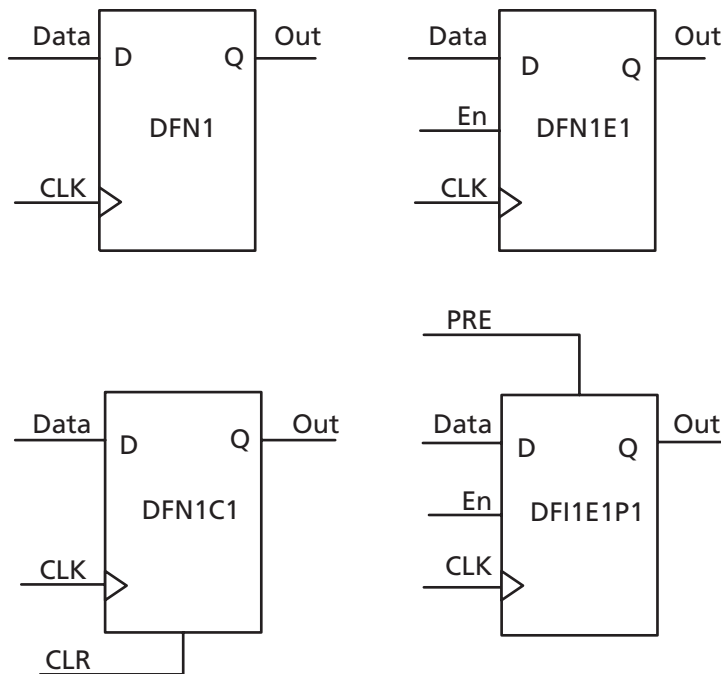 Data
D
Q
Out
DFN1
CLK
Data
D
Q
Out
En
DFN1E1
CLK
Data
D
Q
Out
DFN1C1
CLK
CLR
PRE
Data
D
Q
Out
En
DFI1E1P1
CLK